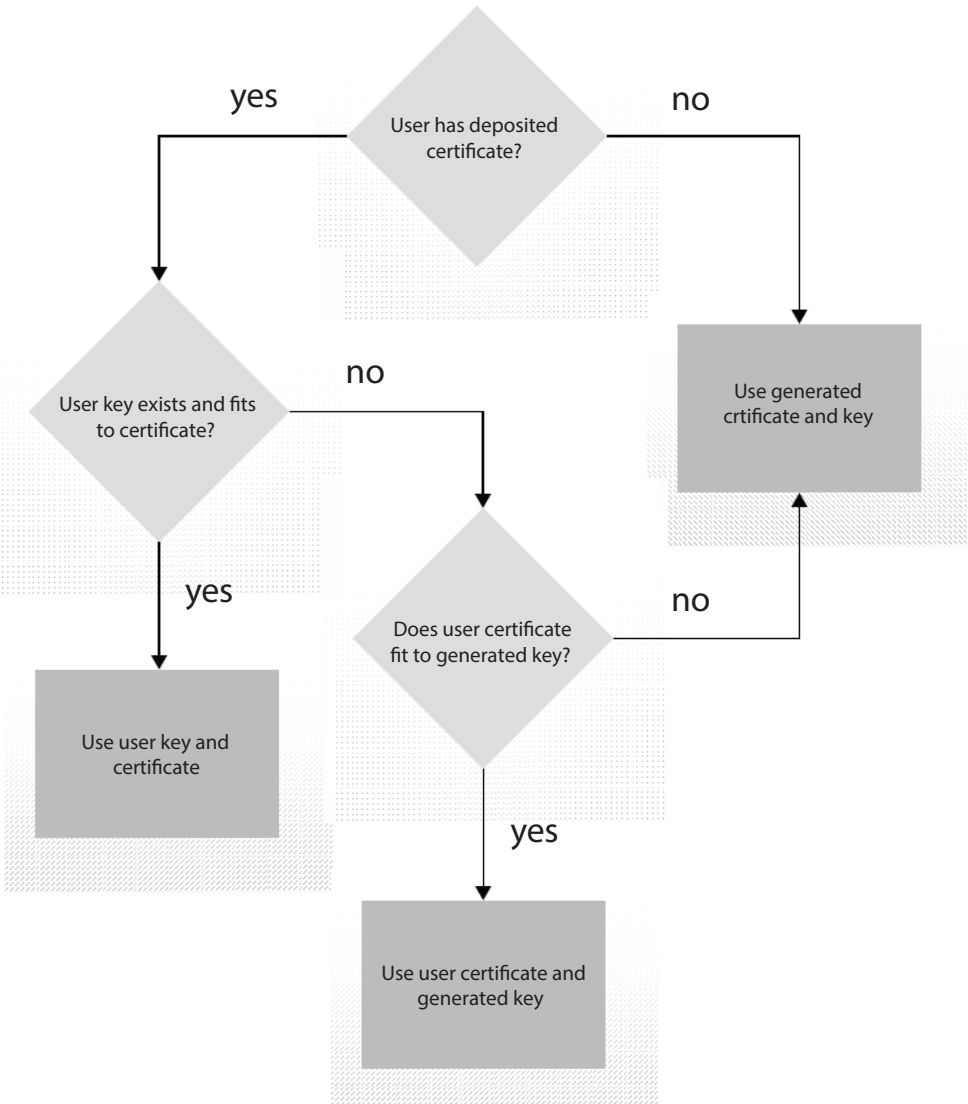 yes
no
User has deposited
certificate?
no
User key exists and fits
to certificate?
Use generated
crtificate and key
yes
no
Does user certificate
fit to generated key?
Use user key and
certificate
yes
Use user certificate and
generated key